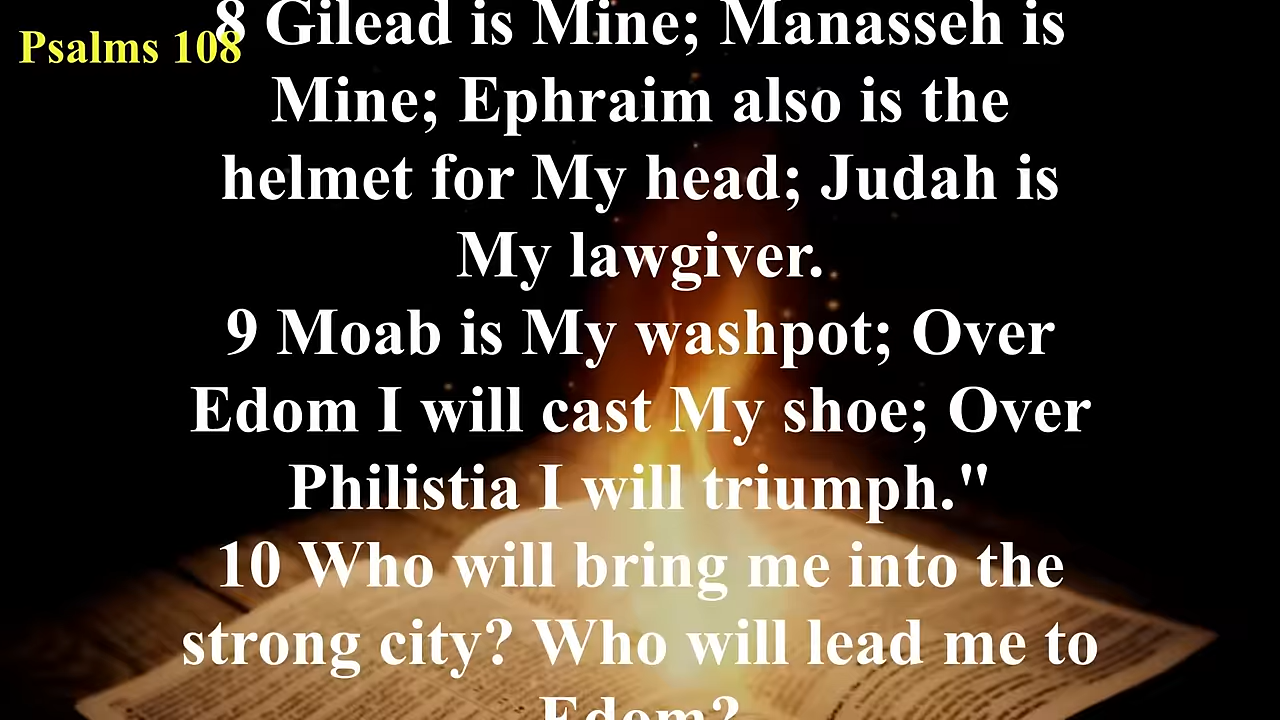 Psalms 108
8 Gilead is Mine; Manasseh is
Mine; Ephraim also is the
helmet for My head; Judah is
My lawgiver.
9 Moab is My washpot; Over
Edom I will cast My shoe; Over
Philistia I will triumph."
10 Who will bring me into the
strong city? Who will lead me to
Edom?